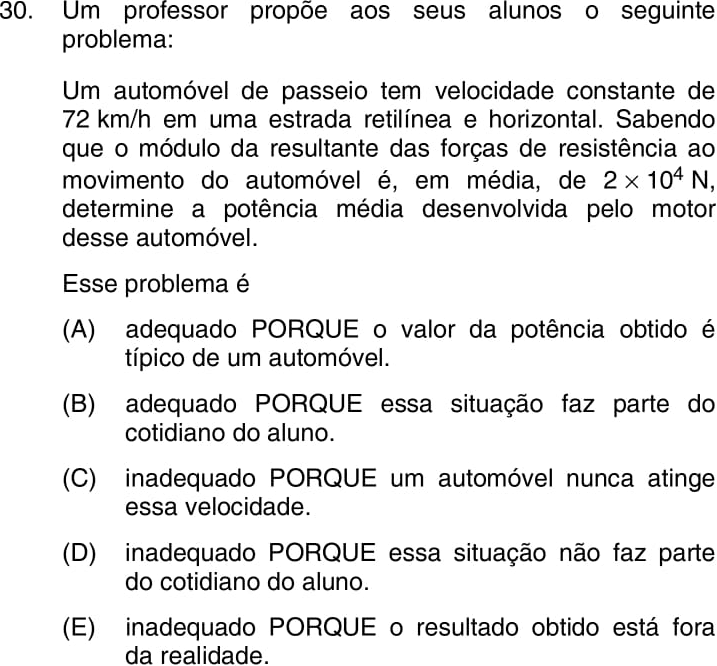 30. Um professor propõe aos seus alunos o seguinte
problema:
Um automóvel de passeio tem velocidade constante de
72 km/h em uma estrada retilínea e horizontal. Sabendo
que o módulo da resultante das forças de resistência ao
movimento do automóvel é, em média, de 2 × 10⁴ N,
determine a potência média desenvolvida pelo motor
desse automóvel.
Esse problema é
(A) adequado PORQUE o valor da potência obtido é
típico de um automóvel.
(B) adequado PORQUE essa situação faz parte do
cotidiano do aluno.
(C) inadequado PORQUE um automóvel nunca atinge
essa velocidade.
(D) inadequado PORQUE essa situação não faz parte
do cotidiano do aluno.
(E) inadequado PORQUE o resultado obtido está fora
da realidade.